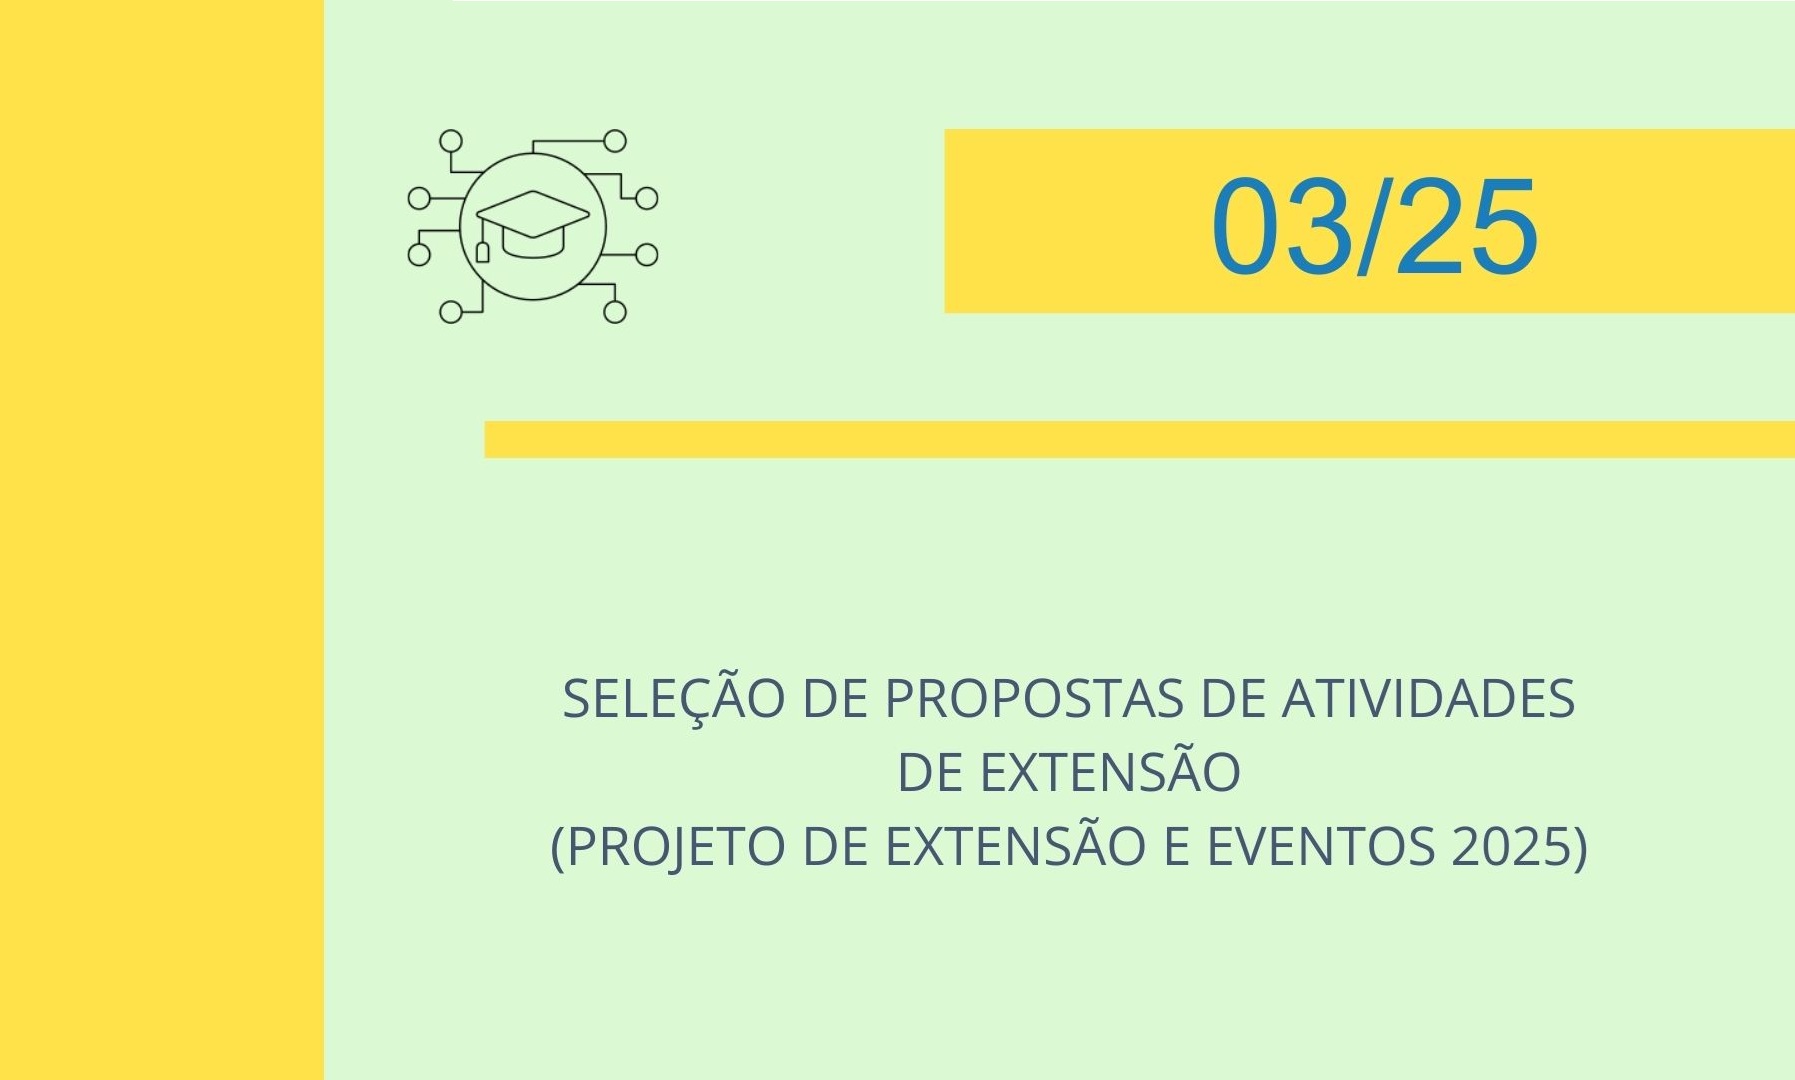 03/25
SELEÇÃO DE PROPOSTAS DE ATIVIDADES
DE EXTENSÃO
(PROJETO DE EXTENSÃO E EVENTOS 2025)